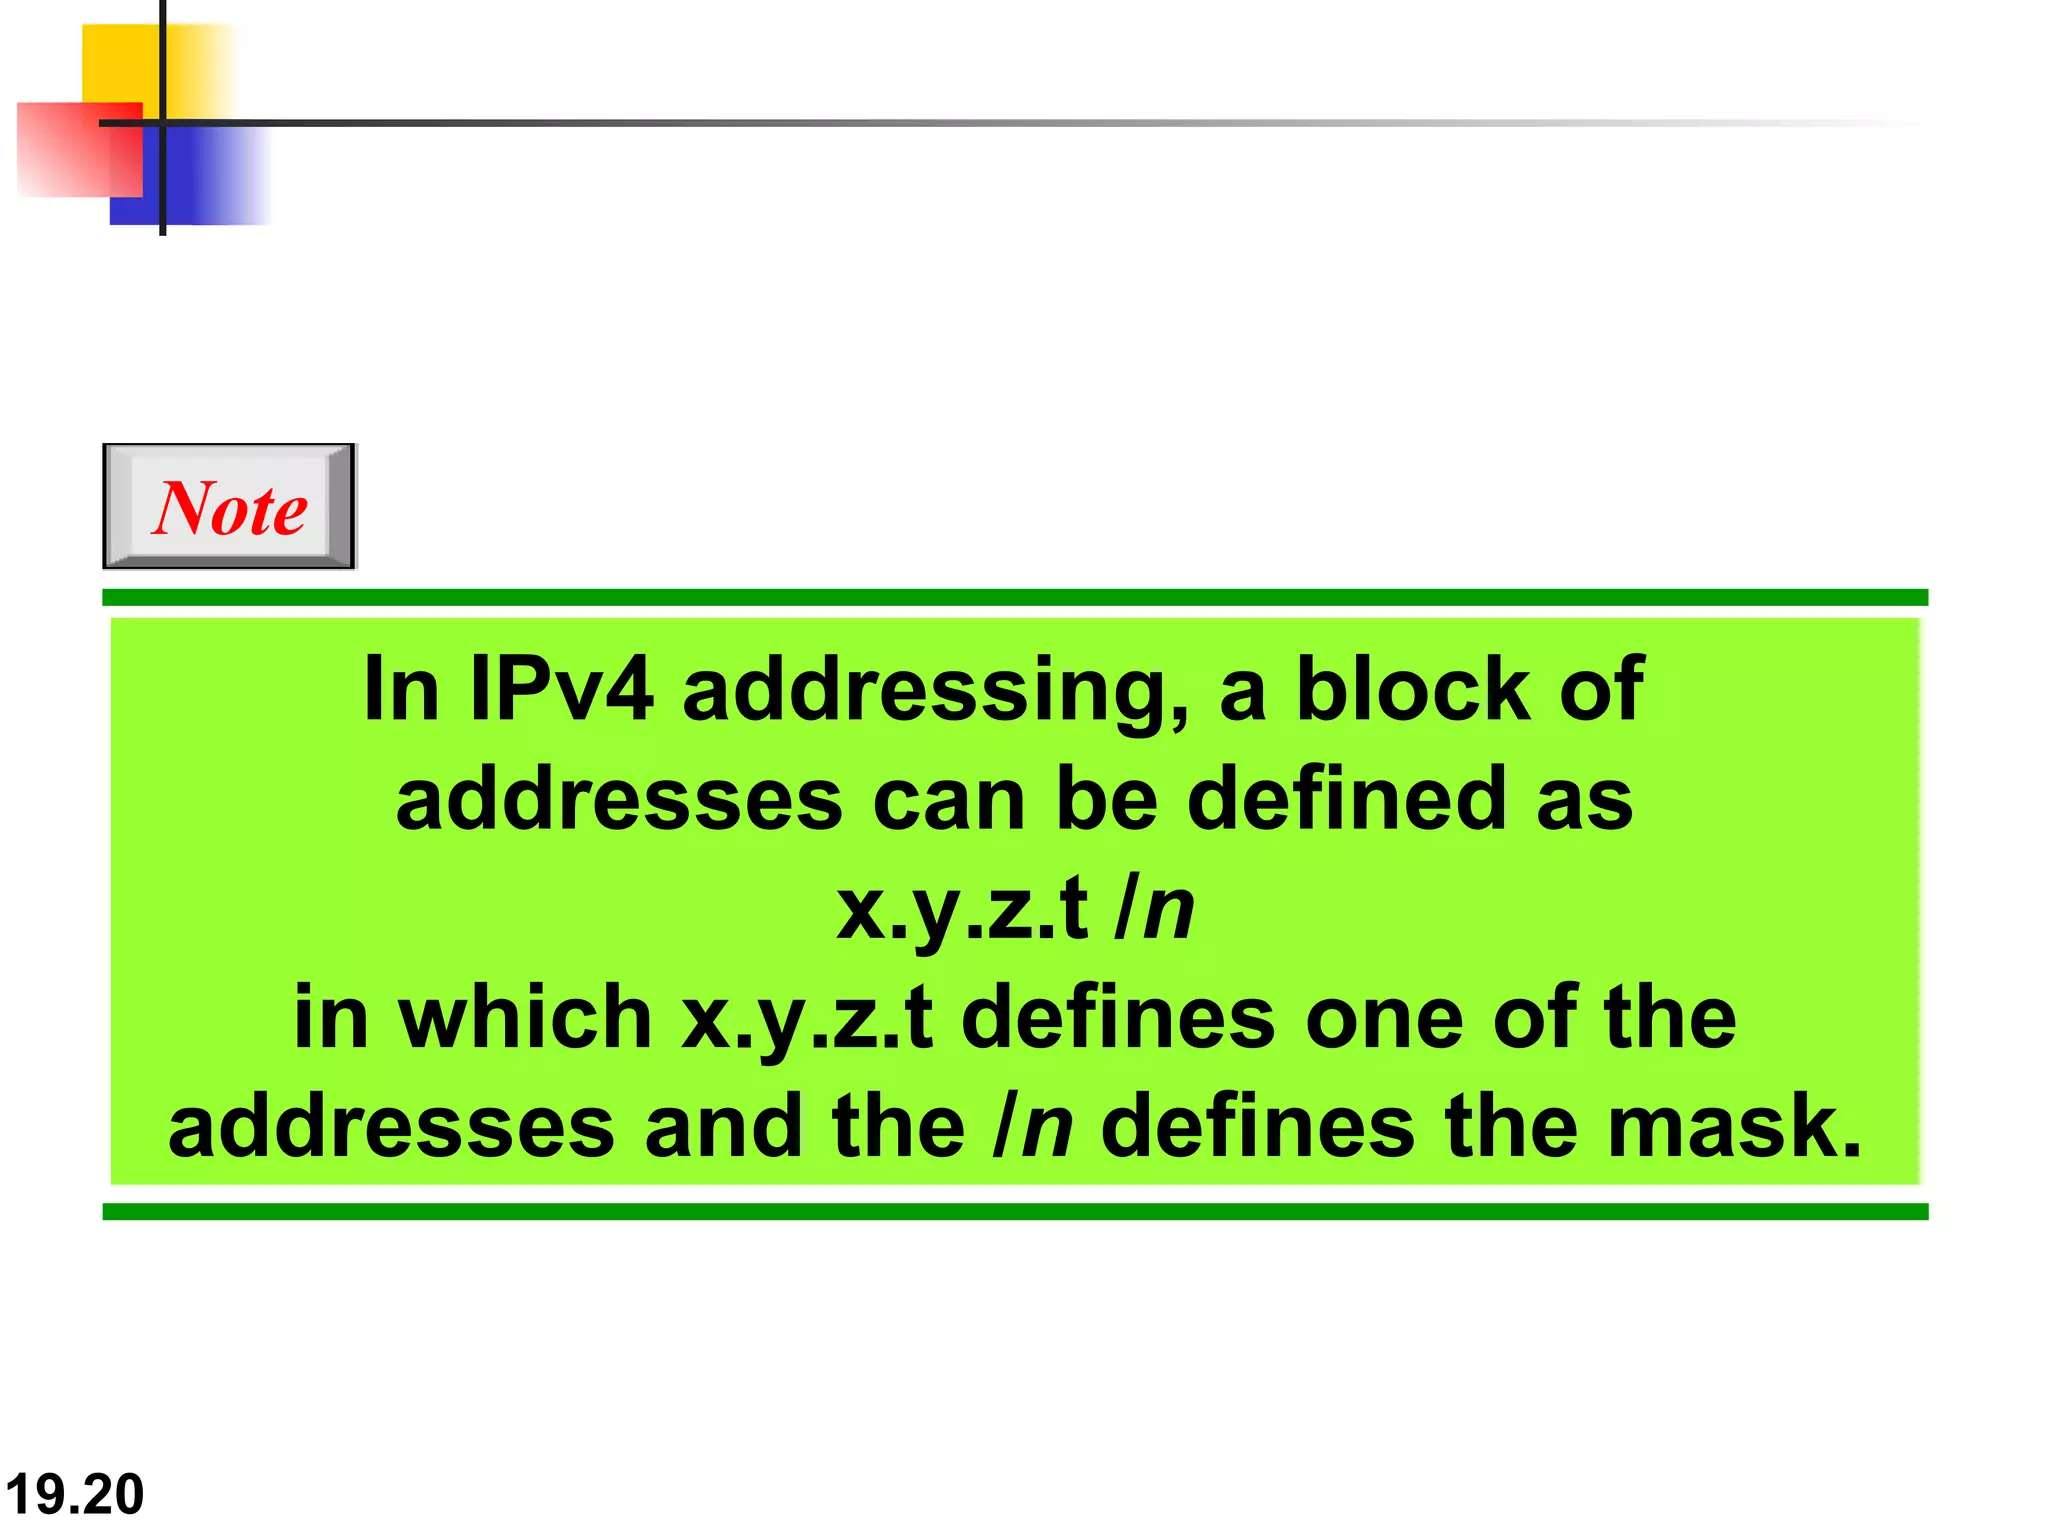 Note
In IPv4 addressing, a block of
addresses can be defined as
x.y.z.t /n
in which x.y.z.t defines one of the
addresses and the /n defines the mask.
19.20